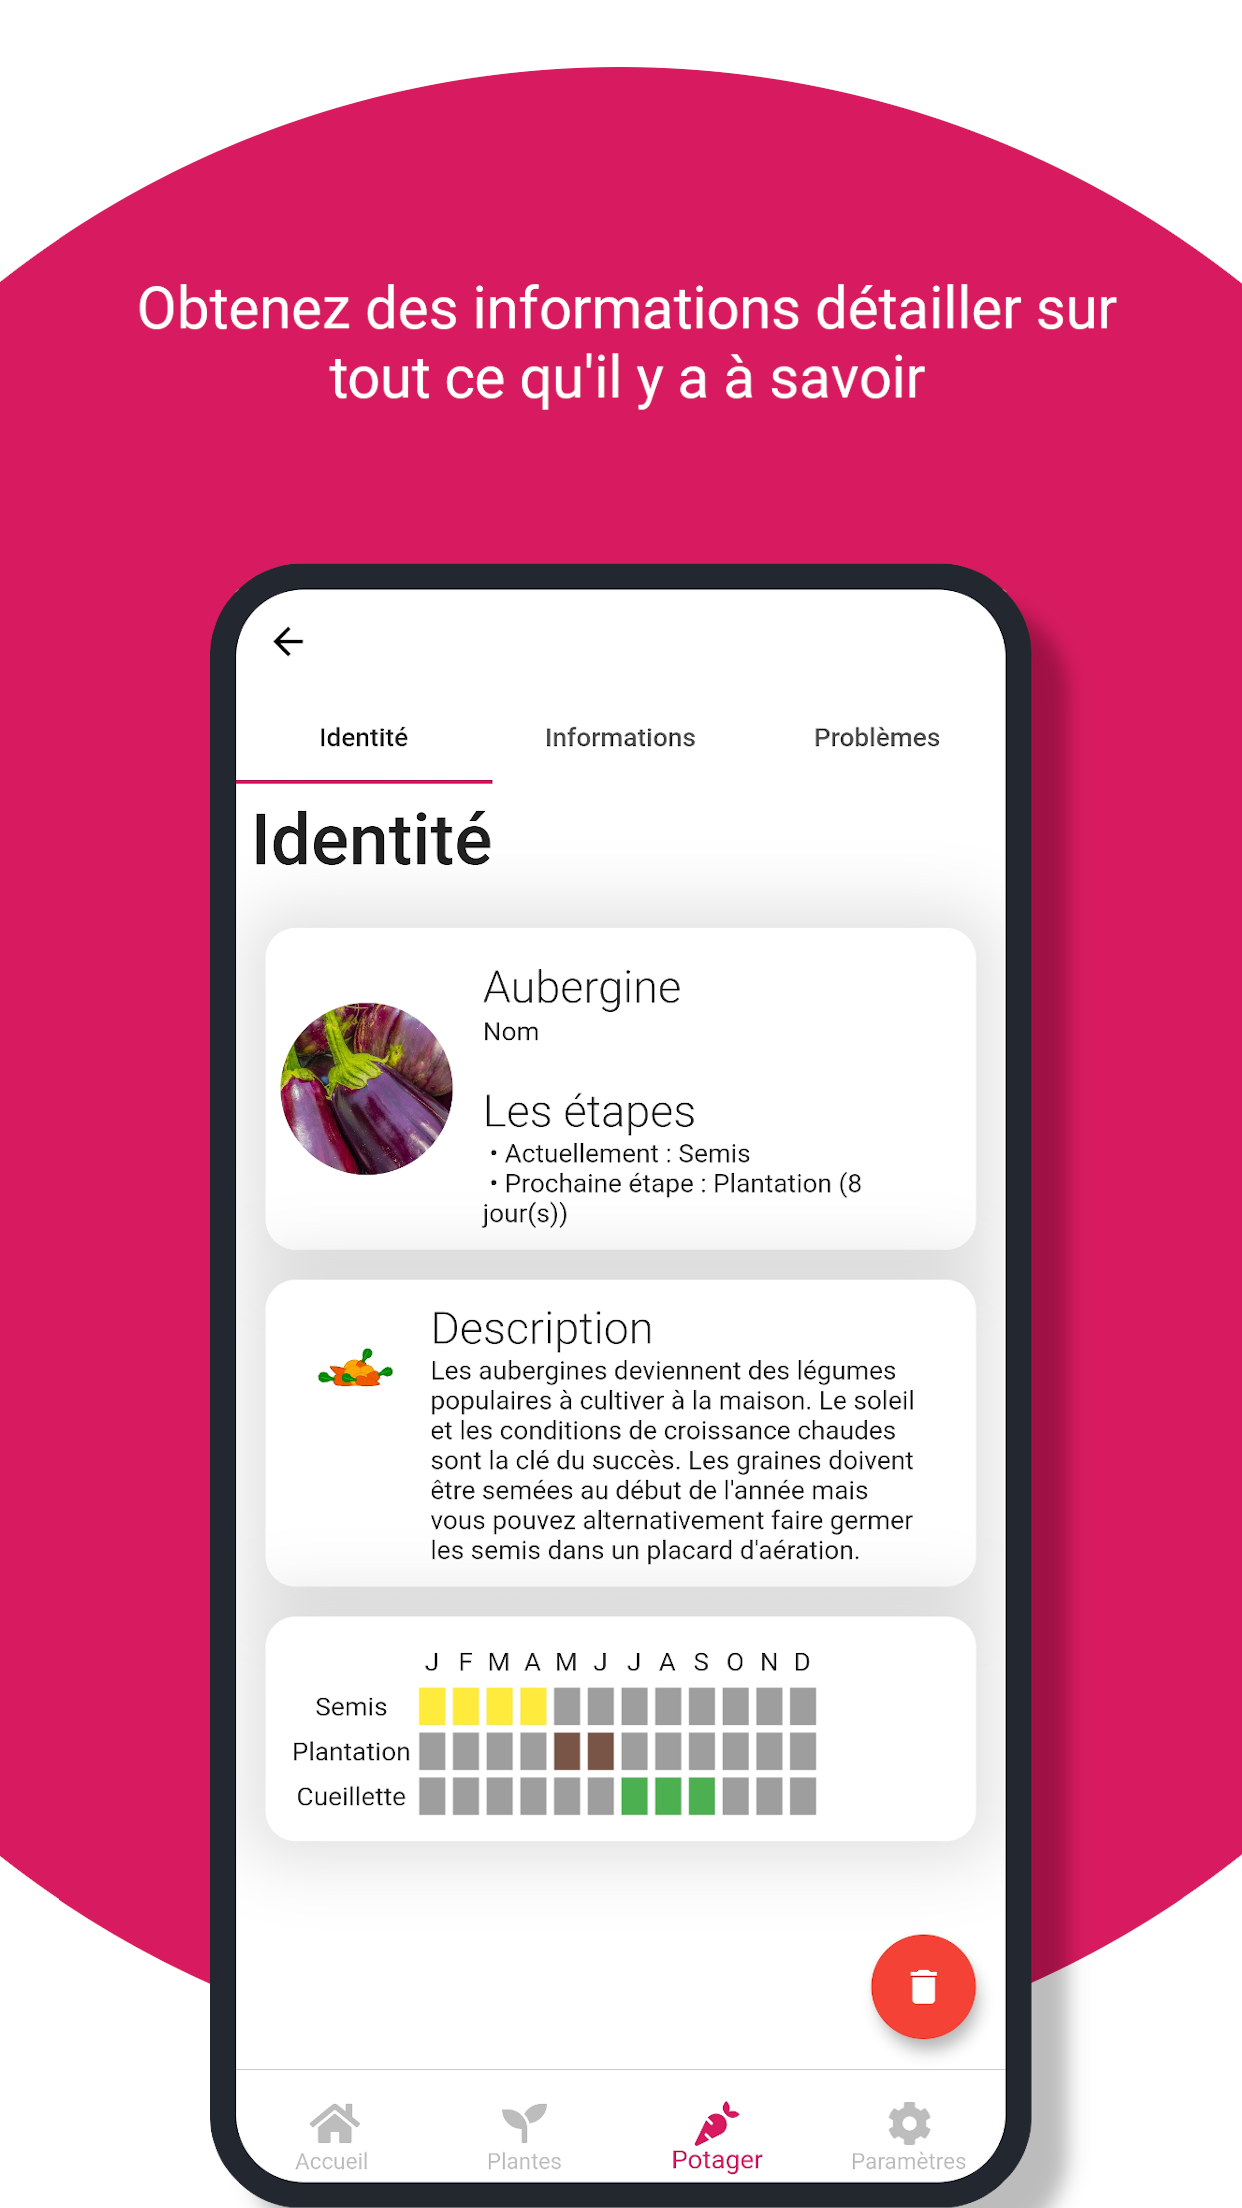 Obtenez des informations détailler sur
tout ce qu'il y a à savoir
Identité
Informations
Problèmes
Identité
Aubergine
Nom
Les étapes
• Actuellement : Semis
• Prochaine étape : Plantation (8
jour(s))
Description
Les aubergines deviennent des légumes
populaires à cultiver à la maison. Le soleil
et les conditions de croissance chaudes
sont la clé du succès. Les graines doivent
être semées au début de l'année mais
vous pouvez alternativement faire germer
les semis dans un placard d'aération.
J F M A M J J A S O N D
Semis
Plantation
Cueillette
Accueil
Plantes
Potager
Paramètres